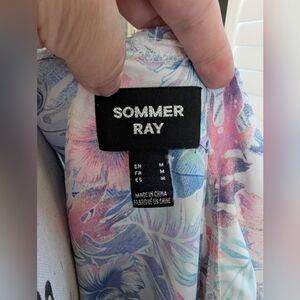 SOMMER
RAY
EN M
FR M
ES M
MADE IN CHINA
FABRIQUÉ EN CHINE